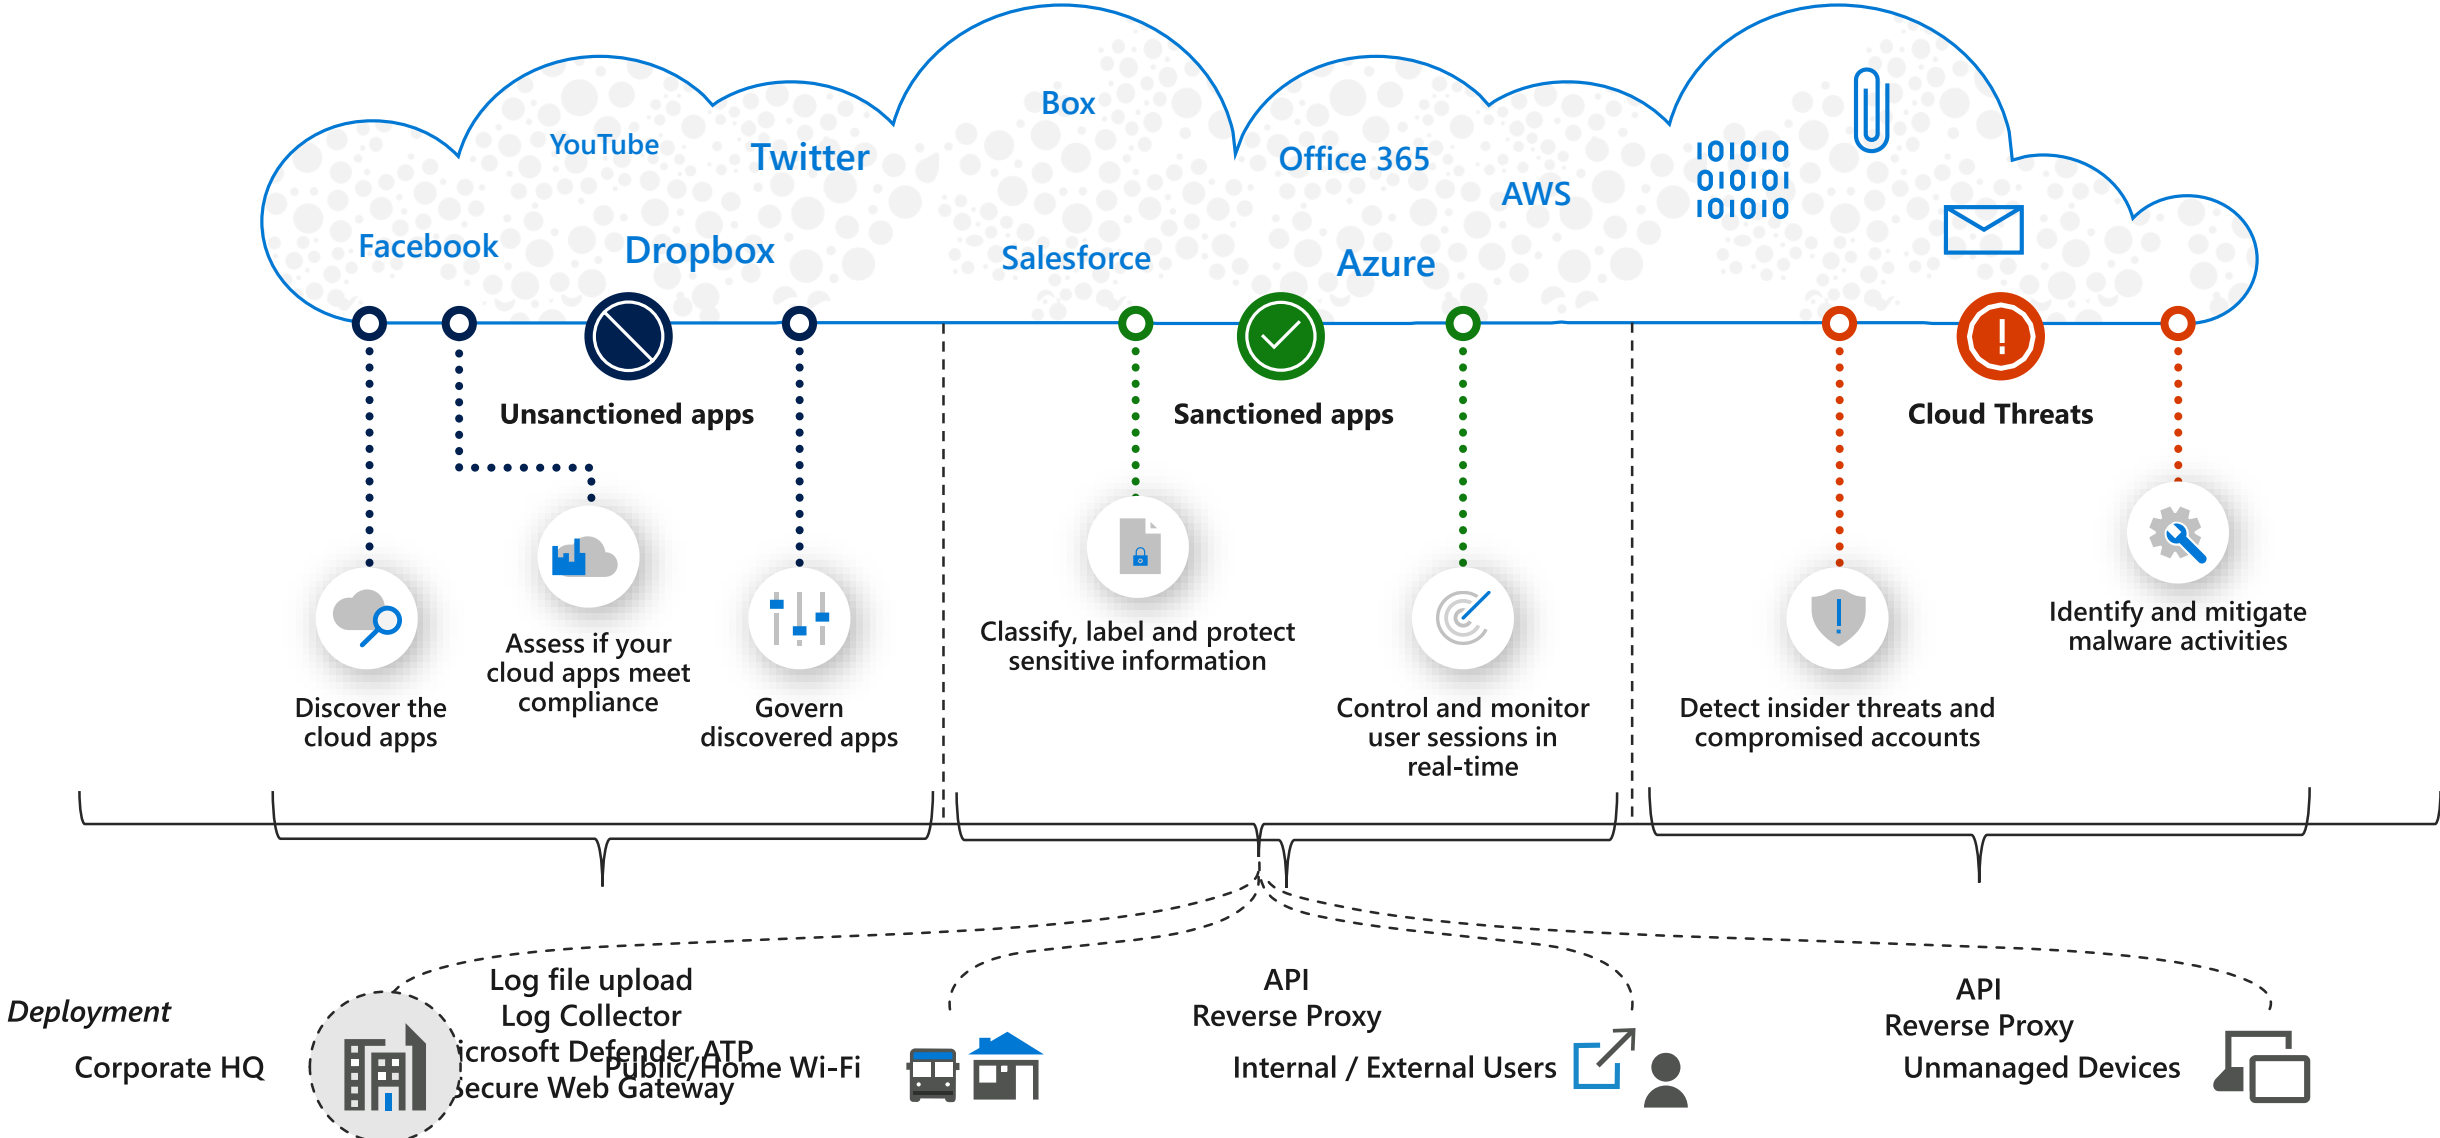 Box
YouTube
Twitter
Office 365
AWS
101010
010101
101010
Facebook
Dropbox
Salesforce
Azure
Unsanctioned apps
Sanctioned apps
Cloud Threats
Discover the
cloud apps
Assess if your
cloud apps meet
compliance
Govern
discovered apps
Classify, label and protect
sensitive information
Control and monitor
user sessions in
real-time
Detect insider threats and
compromised accounts
Identify and mitigate
malware activities
Deployment
Corporate HQ
Log file upload
Log Collector
icrosoft Defender ATP
Secure Web Gateway
Public/Home Wi-Fi
API
Reverse Proxy
Internal / External Users
API
Reverse Proxy
Unmanaged Devices